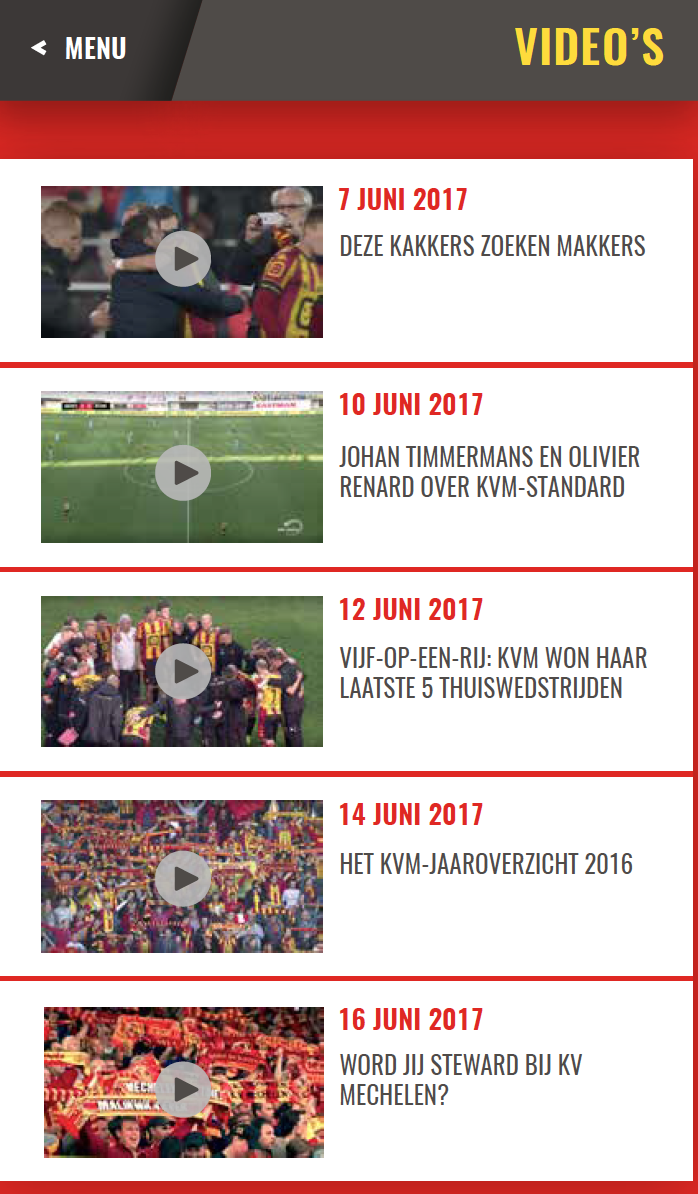 < MENU
VIDEO’S
7 JUNI 2017
DEZE KAKKERS ZOEKEN MAKKERS
10 JUNI 2017
JOHAN TIMMERMANS EN OLIVIER
RENARD OVER KVM-STANDARD
12 JUNI 2017
VIJF-OP-EEN-RIJ: KVM WON HAAR
LAATSTE 5 THUISWEDSTRIJDEN
14 JUNI 2017
HET KVM-JAAROVERZICHT 2016
16 JUNI 2017
WORD JIJ STEWARD BIJ KV
MECHELEN?